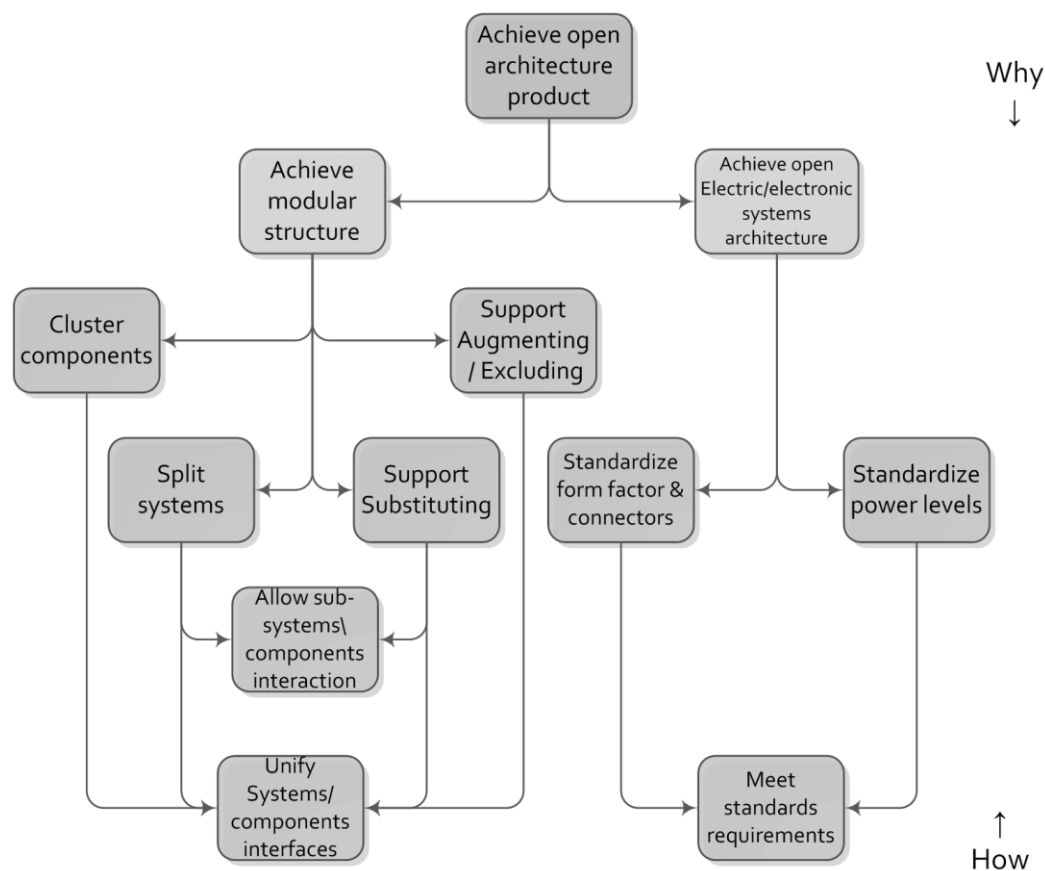 Achieve open
architecture
product
Why
↓
Achieve
modular
structure
Achieve open
Electric/electronic
systems
architecture
Cluster
components
Support
Augmenting
/ Excluding
Split
systems
Support
Substituting
Standardize
form factor &
connectors
Standardize
power levels
Allow sub-
systems\
components
interaction
Unify
Systems/
components
interfaces
Meet
standards
requirements
↑
How